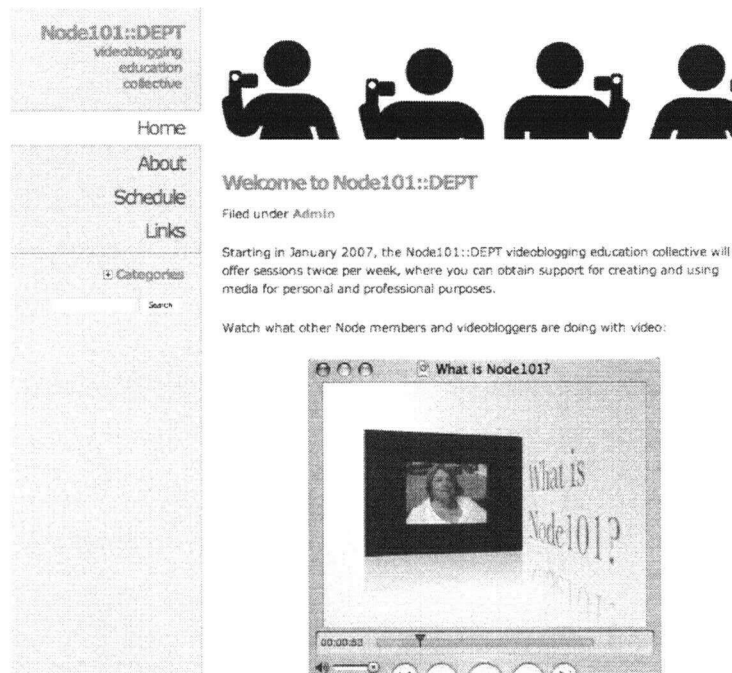 Node101::DEPT
videoblogging
education
collective
Home
About
Schedule
Links
Categories
Search
Welcome to Node101::DEPT
Filed under Admin
Starting in January 2007, the Node101::DEPT videoblogging education collective will
offer sessions twice per week, where you can obtain support for creating and using
media for personal and professional purposes.
Watch what other Node members and videobloggers are doing with video:
What is Node101?
What is
Node101?
00:00:53